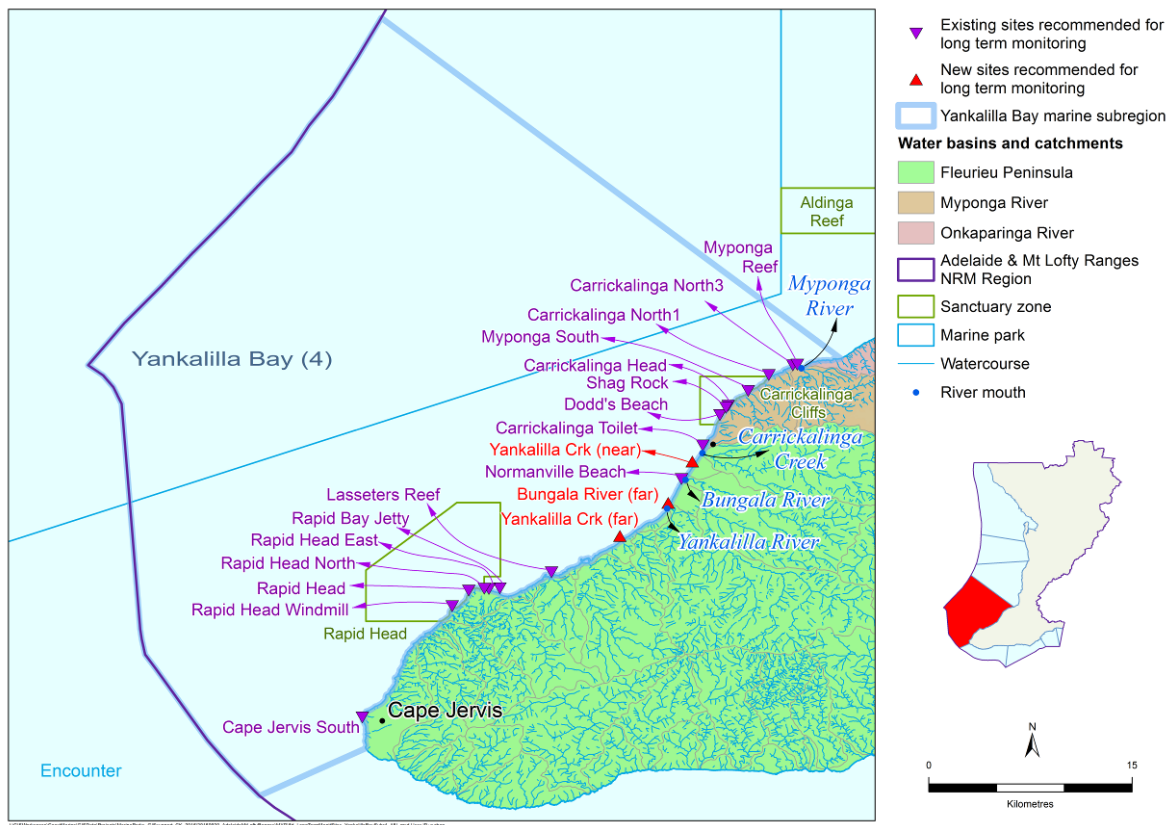 Existing sites recommended for
long term monitoring
New sites recommended for
long term monitoring
Yankalilla Bay marine subregion
Water basins and catchments
Fleurieu Peninsula
Myponga River
Onkaparinga River
Adelaide & Mt Lofty Ranges
NRM Region
Sanctuary zone
Marine park
Watercourse
River mouth
Aldinga
Reef
Myponga
Reef
Carrickalinga North3
Myponga
River
Carrickalinga North1
Myponga South
Yankalilla Bay (4)
Carrickalinga Head
Shag Rock
Carrickalinga
Cliffs
Dodd's Beach
Carrickalinga Toilet
Carrickalinga
Creek
Yankalilla Crk (near)
Normanville Beach
Lasseters Reef
Bungala River (far)
Bungala River
Rapid Bay Jetty
Yankalilla Crk (far)
Rapid Head East
Yankalilla River
Rapid Head North
Rapid Head
Rapid Head Windmill
Rapid Head
Cape Jervis
Cape Jervis South
Encounter
N
0
15
Kilometres